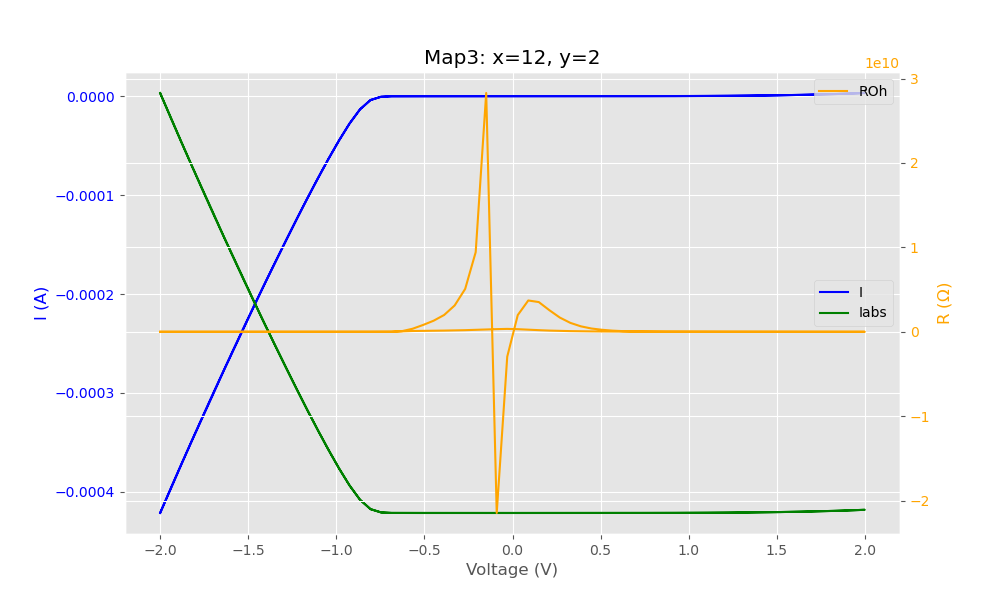 Map3: x=12, y=2
1e10
I (A)
0.0000
−0.0001
−0.0002
−0.0003
−0.0004
3
2
1
0
−1
−2
R (Ω)
ROh
I
Iabs
−2.0 −1.5 −1.0 −0.5 0.0 0.5 1.0 1.5 2.0
Voltage (V)